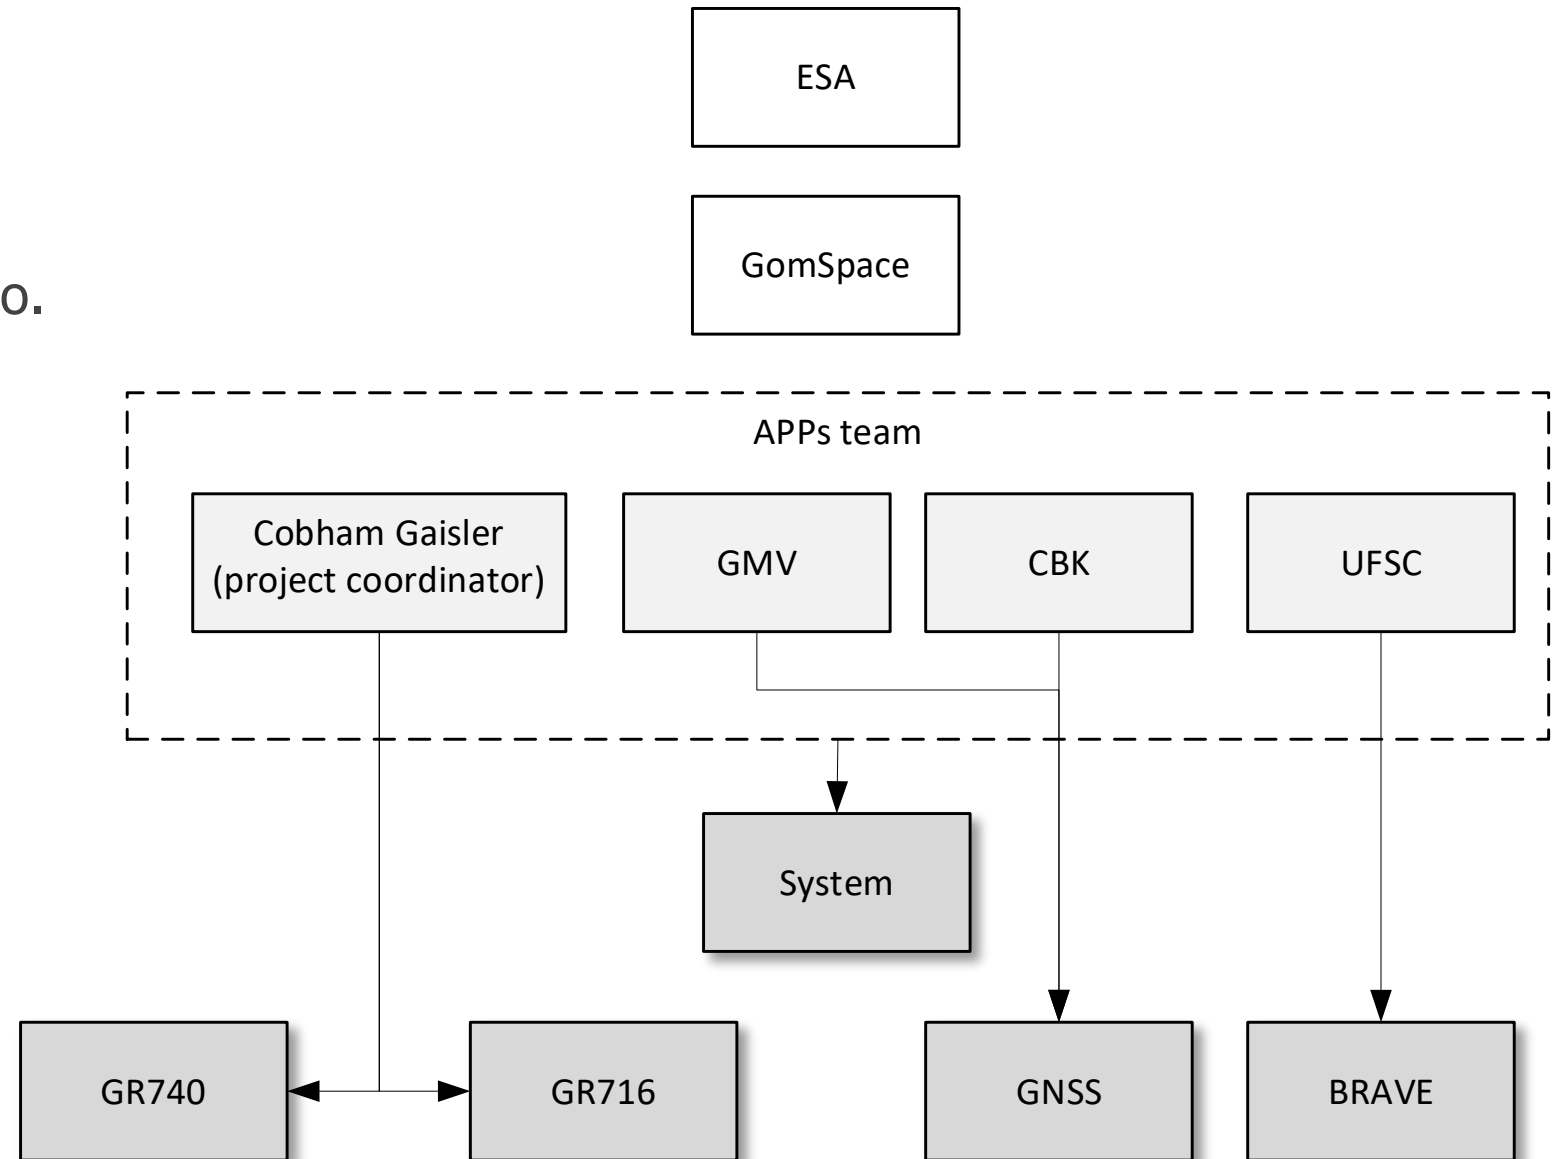 ESA
GomSpace
o.
APPs team
Cobham Gaisler
(project coordinator)
GMV
CBK
UFSC
System
GR740
GR716
GNSS
BRAVE